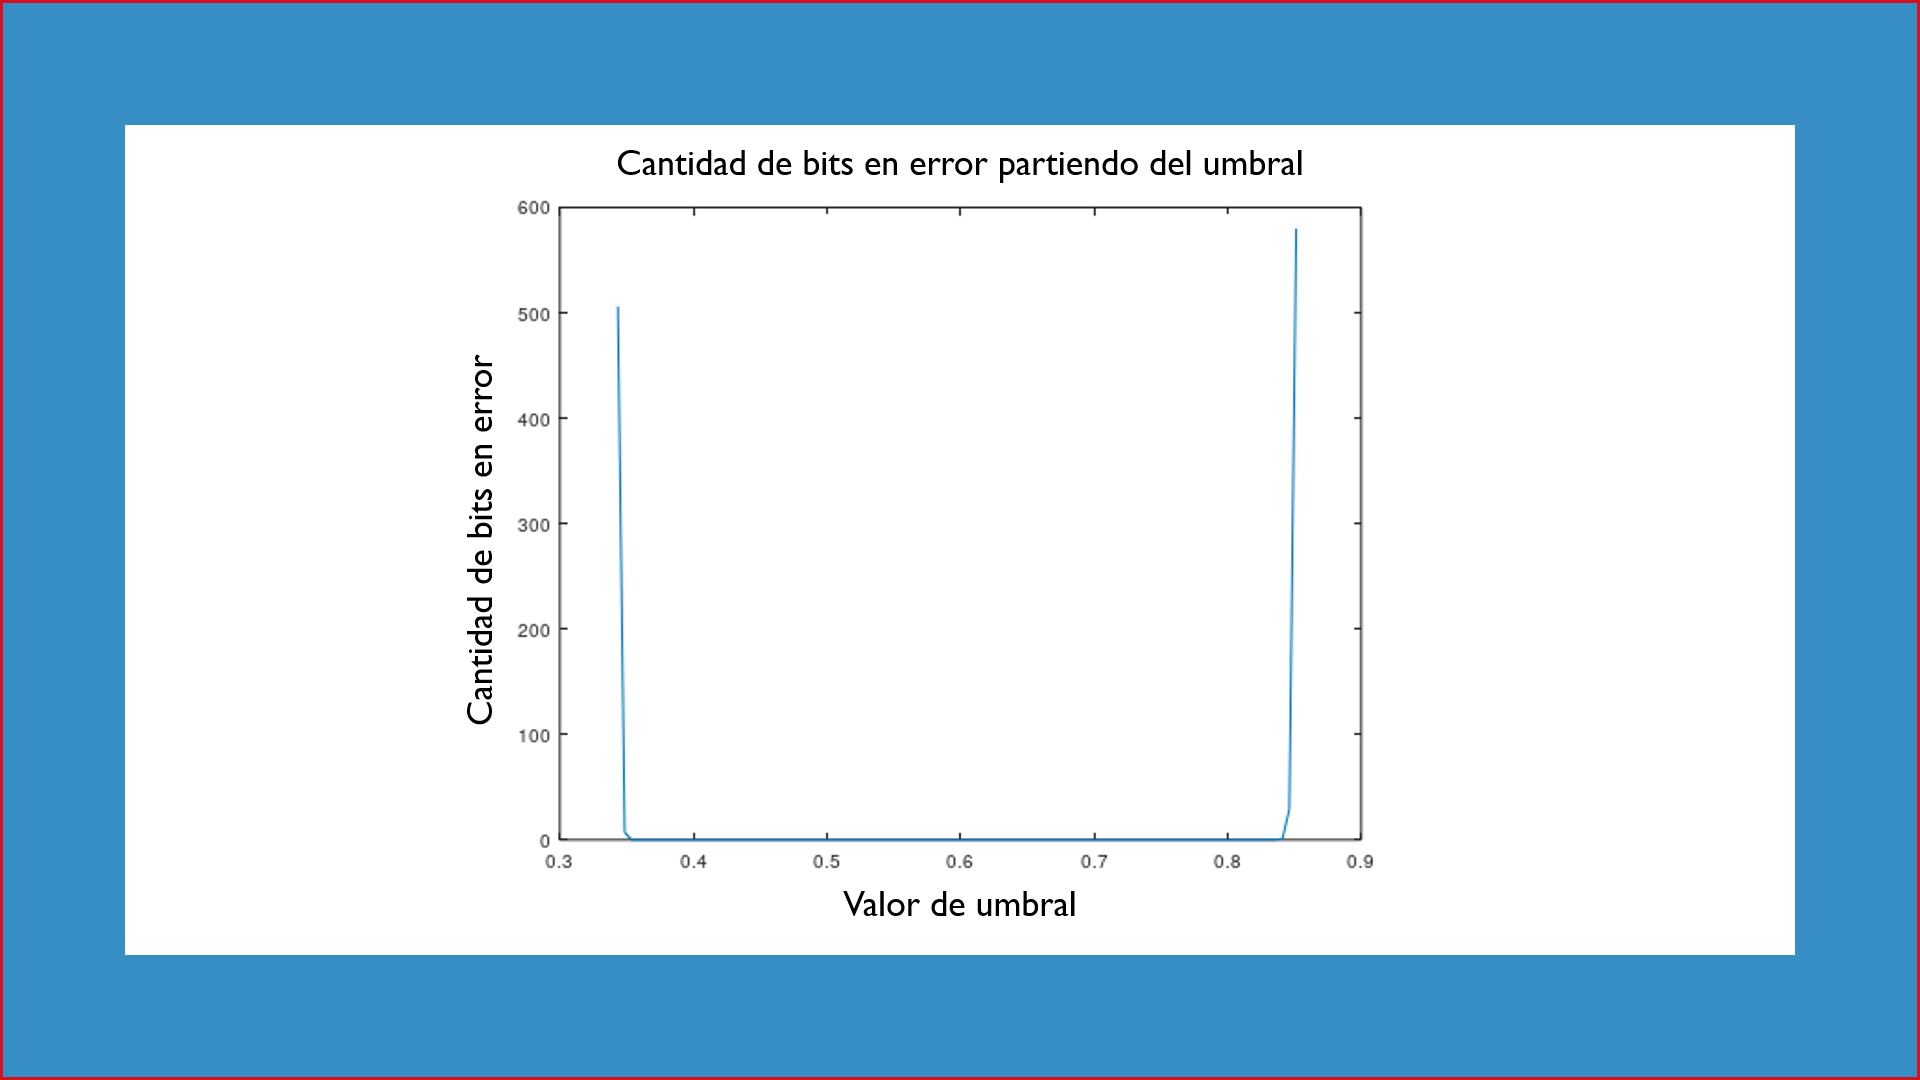 Cantidad de bits en error partiendo del umbral
600
500
400
300
200
100
0
Cantidad de bits en error
0.3 0.4 0.5 0.6 0.7 0.8 0.9
Valor de umbral